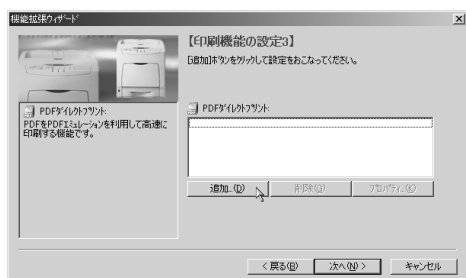 機能拡張ウィザード
【印刷機能の設定3】
[追加]ボタンをクリックして設定をおこなってください。
PDFダイレクトプリント:
PDFをPDFエミュレーションを利用して高速に
印刷する機能です。
PDFダイレクトプリント:
追加...(D)
削除(G)
プロパティ...(K)
< 戻る(B)
次へ(N) >
キャンセル